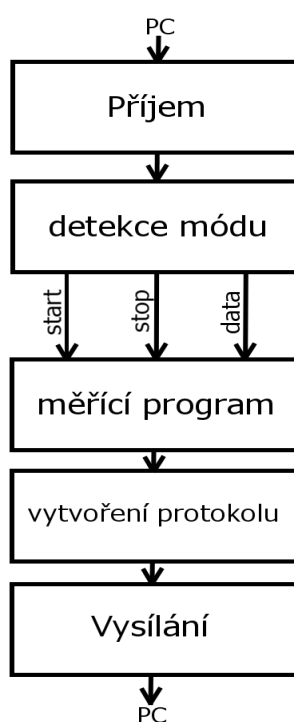 PC
Příjem
detekce módu
start
stop
data
měřící program
vytvoření protokolu
Vysílání
PC